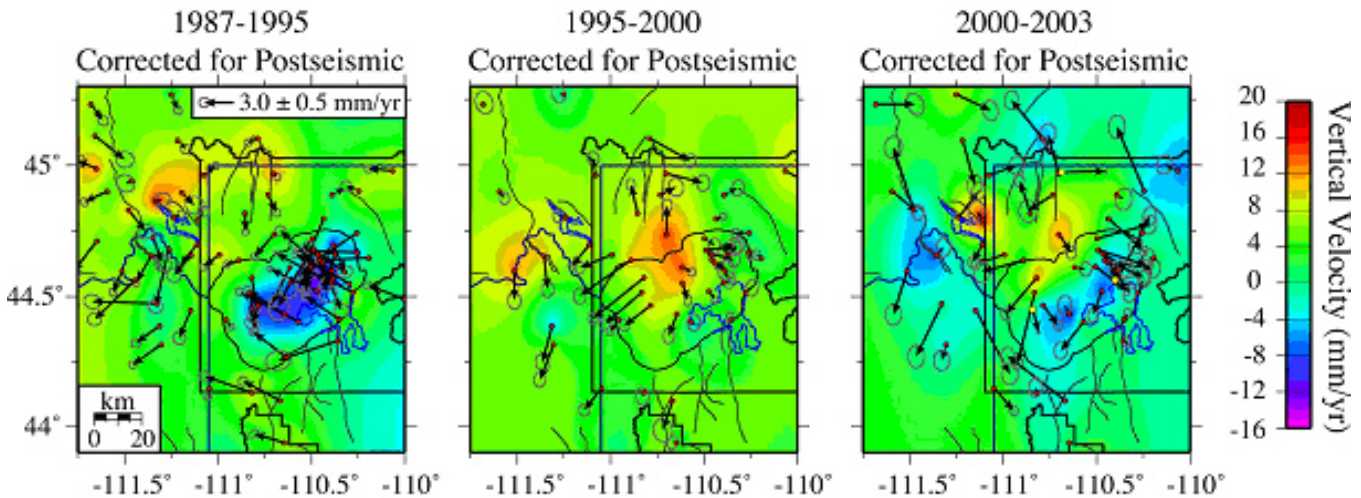 1987-1995
Corrected for Postseismic
1995-2000
Corrected for Postseismic
2000-2003
Corrected for Postseismic
3.0 ± 0.5 mm/yr
45°
44.5°
44°
km
0 20
-111.5° -111° -110.5° -110°
-111.5° -111° -110.5° -110°
-111.5° -111° -110.5° -110°
20
16
12
8
4
0
-4
-8
-12
-16
Vertical Velocity (mm/yr)